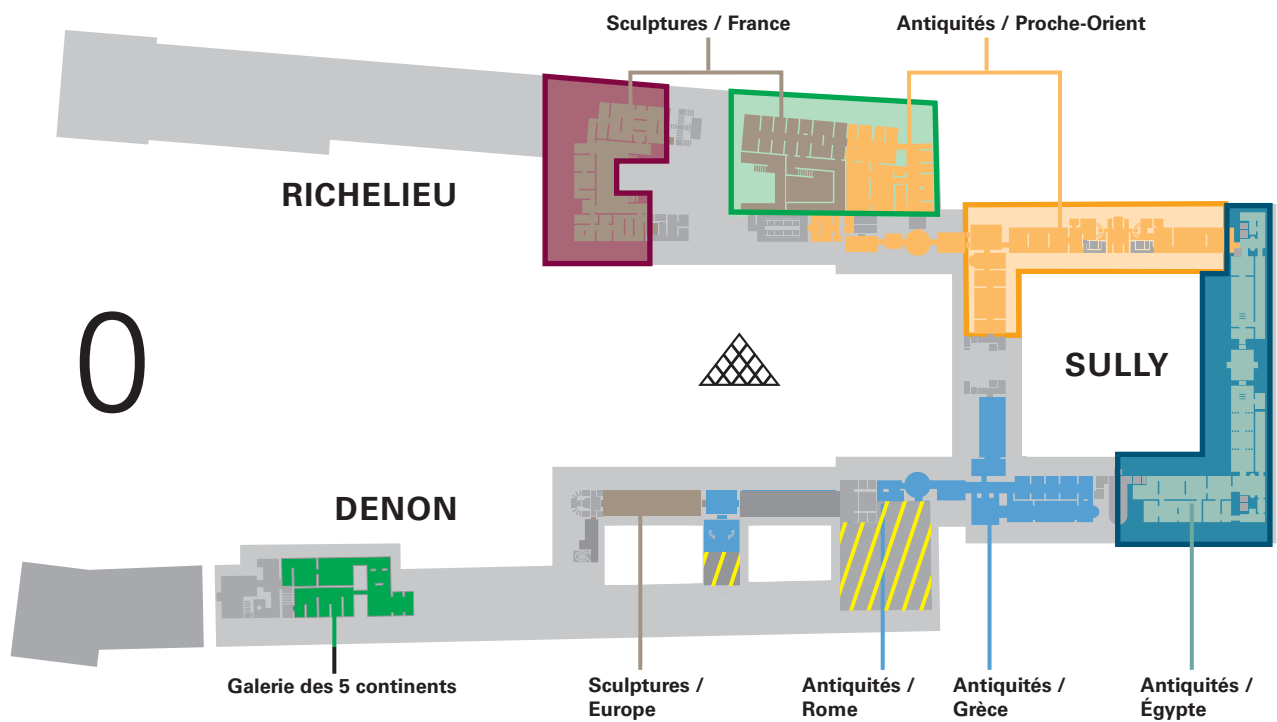 Sculptures / France
Antiquités / Proche-Orient
RICHELIEU
0
SULLY
DENON
Galerie des 5 continents
Sculptures /
Europe
Antiquités /
Rome
Antiquités /
Grèce
Antiquités /
Égypte